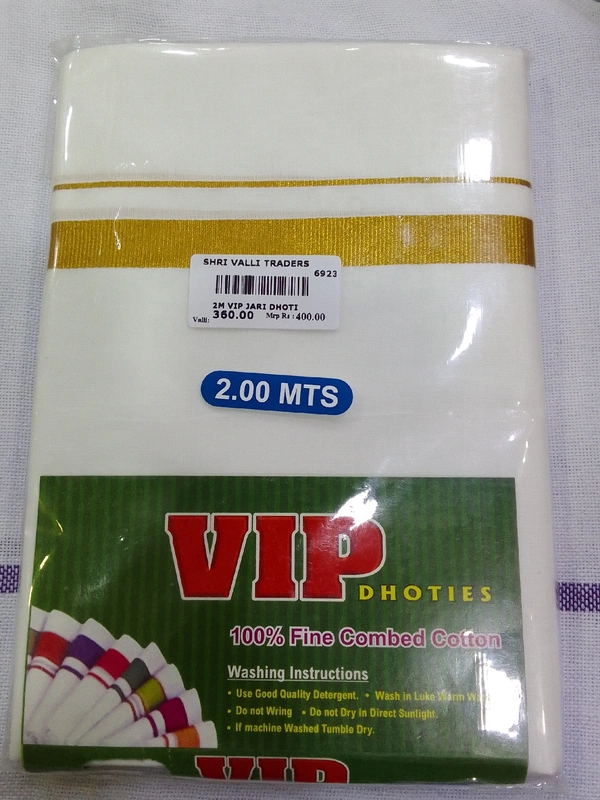 SHRI VALLI TRADERS
6923
2M VIP JARI DHOTI
Valli: 360.00 Mrp Rs : 400.00
2.00 MTS
VIP
DHOTIES
100% Fine Combed Cotton
Washing Instructions
• Use Good Quality Detergent. • Wash in Luke Warm
• Do not Wring • Do not Dry in Direct Sunlight.
• If machine Washed Tumble Dry.
VIP